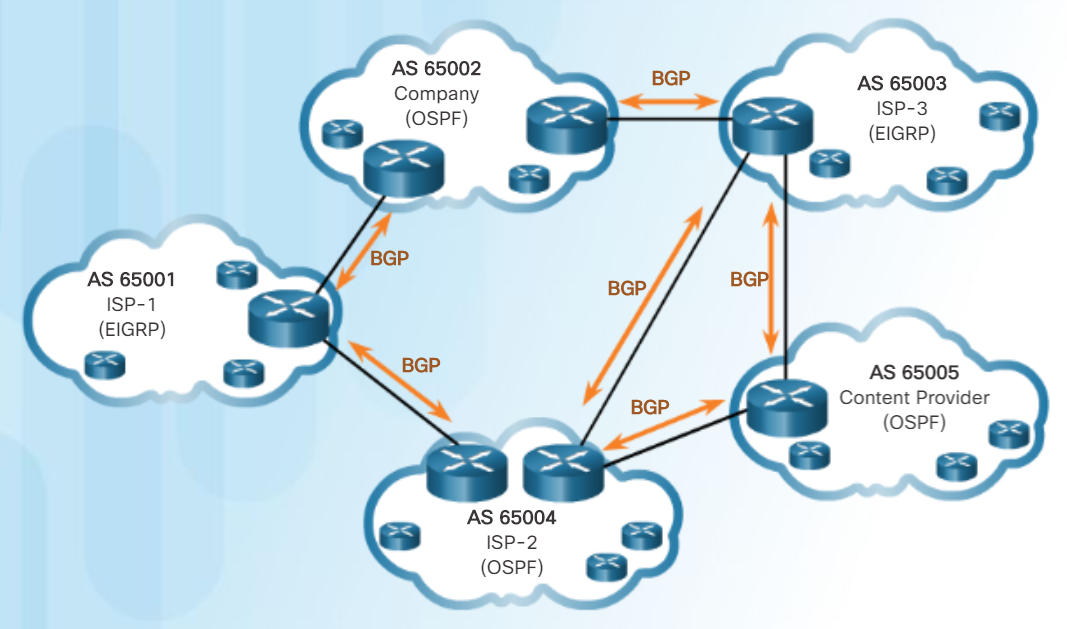 AS 65002
Company
(OSPF)
BGP
AS 65003
ISP-3
(EIGRP)
BGP
AS 65001
ISP-1
(EIGRP)
BGP
BGP
BGP
BGP
AS 65005
Content Provider
(OSPF)
AS 65004
ISP-2
(OSPF)